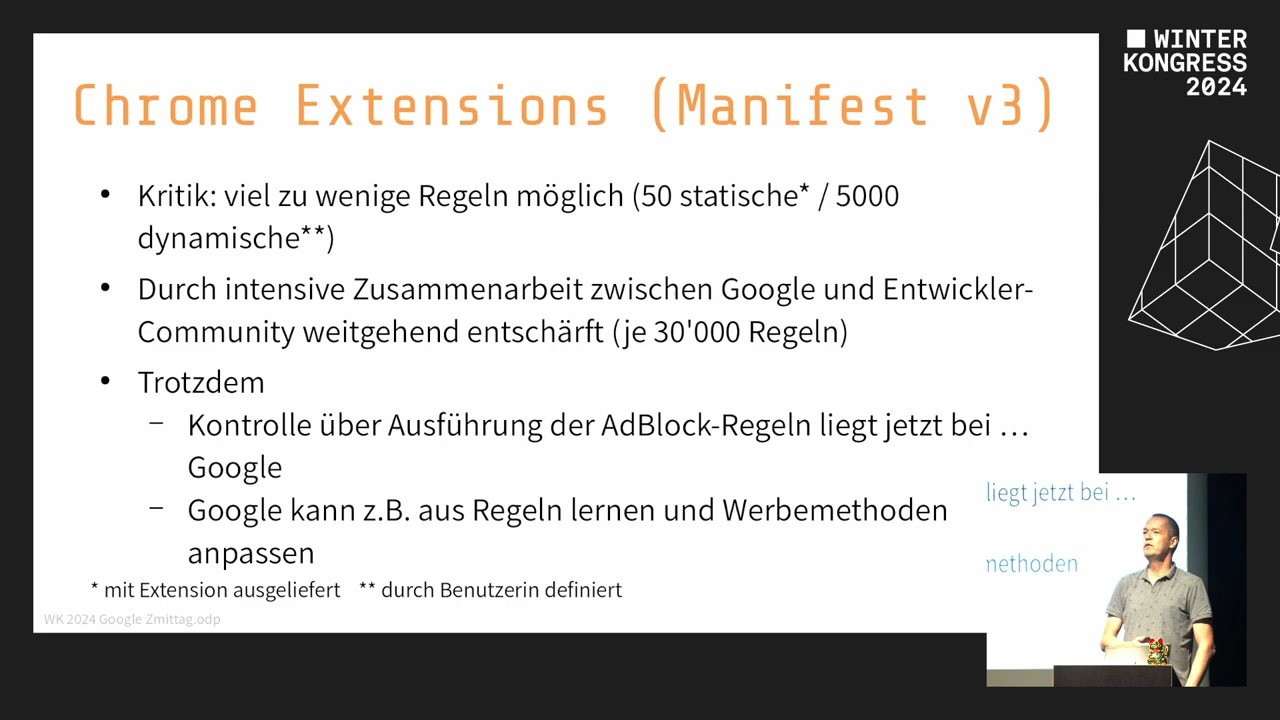 WINTER
KONGRESS
2024
Chrome Extensions (Manifest v3)
• Kritik: viel zu wenige Regeln möglich (50 statische* / 5000
dynamische**)
• Durch intensive Zusammenarbeit zwischen Google und Entwickler-
Community weitgehend entschärft (je 30'000 Regeln)
• Trotzdem
– Kontrolle über Ausführung der AdBlock-Regeln liegt jetzt bei …
Google
– Google kann z.B. aus Regeln lernen und Werbemethoden
anpassen
* mit Extension ausgeliefert ** durch Benutzerin definiert
WK 2024 Google Zmittag.odp
liegt jetzt bei …
nethoden